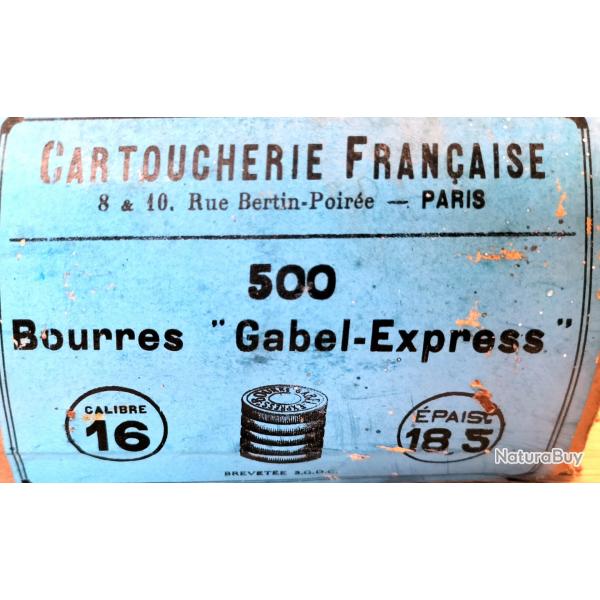 CARTOUCHERIE FRANÇAISE
8 & 10. Rue Bertin-Poirée — PARIS
500
Bourres "Gabel-Express"
CALIBRE
16
ÉPAISR
18 5
BREVETÉE S.G.D.G.
NaturaBuy